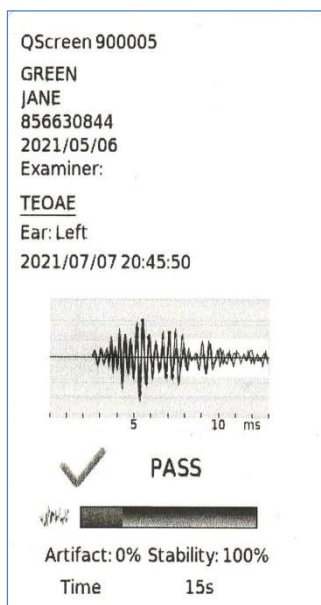 QScreen 900005
GREEN
JANE
856630844
2021/05/06
Examiner:
TEOAE
Ear: Left
2021/07/07 20:45:50
5 10 ms
PASS
Artifact: 0% Stability: 100%
Time 15s